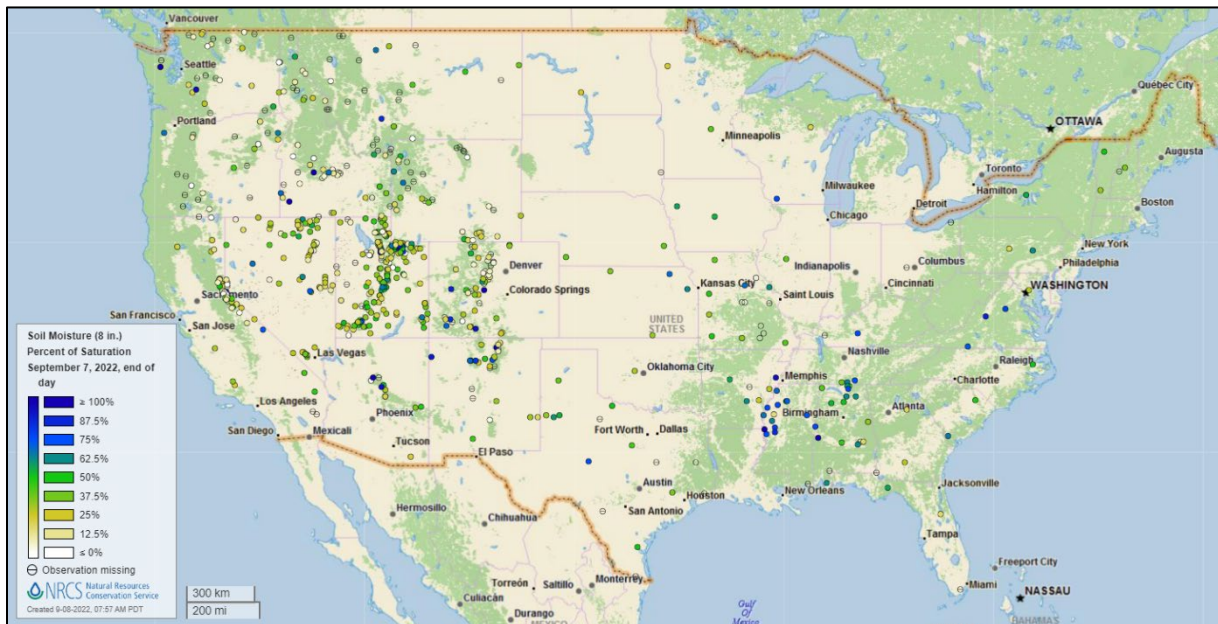 Vancouver
Seattle
Portland
Sacramento
San Francisco
San Jose
Las Vegas
Los Angeles
San Diego
Mexicali
Phoenix
Tucson
El Paso
Denver
Colorado Springs
UNITED
STATES
Oklahoma City
Fort Worth
Dallas
Austin
Houston
San Antonio
Minneapolis
Milwaukee
Chicago
Kansas City
Saint Louis
Indianapolis
Columbus
Cincinnati
Detroit
Toronto
Hamilton
OTTAWA
Québec City
Augusta
Boston
New York
Philadelphia
WASHINGTON
Raleigh
Charlotte
Nashville
Memphis
Birmingham
Atlanta
New Orleans
Jacksonville
Tampa
Miami
Freeport City
NASSAU
BAHAMAS
Gulf
Of
Mexico
Hermosillo
Chihuahua
Culiacán
Torreón
Saltillo
Monterrey
Durango
MEXICO
Soil Moisture (8 in.)
Percent of Saturation
September 7, 2022, end of
day
≥ 100%
87.5%
75%
62.5%
50%
37.5%
25%
12.5%
≤ 0%
Observation missing
NRCS Natural Resources
Conservation Service
Created 9-08-2022, 07:57 AM PDT
300 km
200 mi